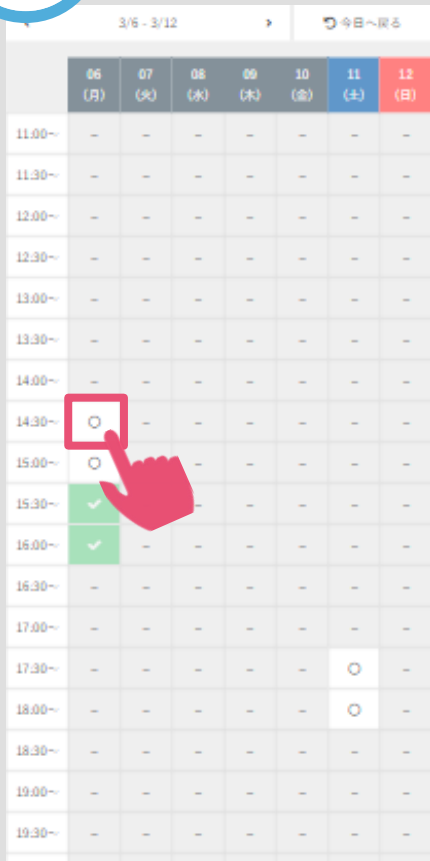 3/6 - 3/12 > 今日へ戻る
06 07 08 09 10 11 12
(月) (火) (水) (木) (金) (土) (日)
11:00~ - - - - - - -
11:30~ - - - - - - -
12:00~ - - - - - - -
12:30~ - - - - - - -
13:00~ - - - - - - -
13:30~ - - - - - - -
14:00~ - - - - - - -
14:30~ ○ - - - - - -
15:00~ ○ - - - - - 
15:30~ ✓ - - - - - 
16:00~ ✓ - - - - - -
16:30~ - - - - - - -
17:00~ - - - - - - -
17:30~ - - - - - ○ -
18:00~ - - - - - ○ -
18:30~ - - - - - - -
19:00~ - - - - - - -
19:30~ - - - - - - -